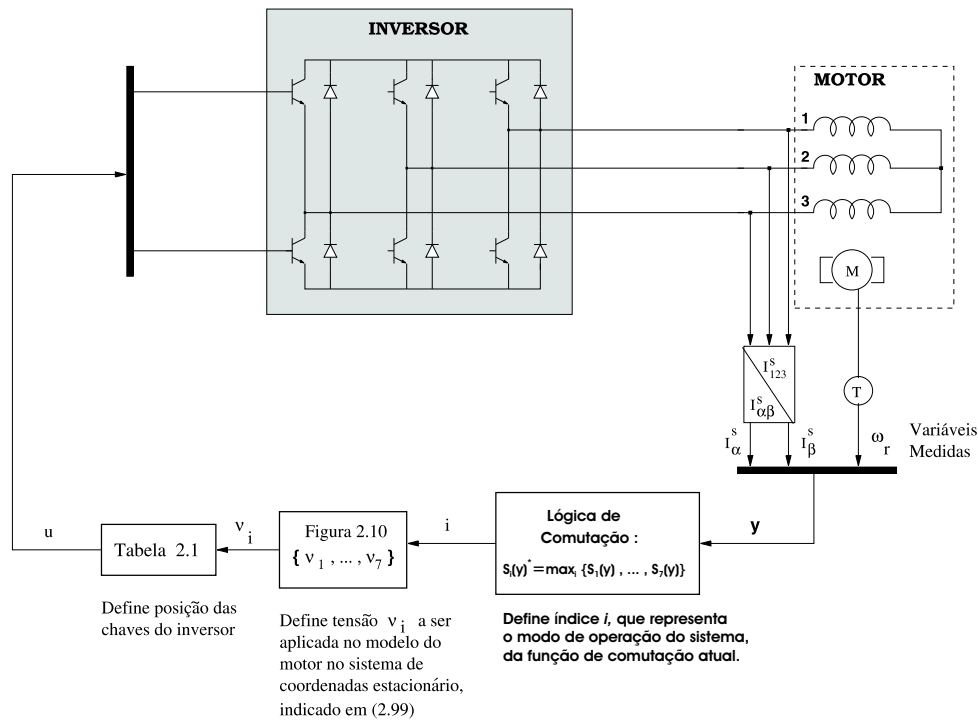 INVERSOR
MOTOR
1
2
3
M
I^s_123
I^s_αβ
T
I^s_α
I^s_β
ω_r
Variáveis
Medidas
y
Lógica de
Comutação :
S_i(y)^*=max_i {S_1(y) , ... , S_7(y)}
Define índice i, que representa
o modo de operação do sistema,
da função de comutação atual.
i
Figura 2.10
{ ν_1 , ... , ν_7 }
Define tensão ν_i a ser
aplicada no modelo do
motor no sistema de
coordenadas estacionário,
indicado em (2.99)
ν_i
Tabela 2.1
Define posição das
chaves do inversor
u